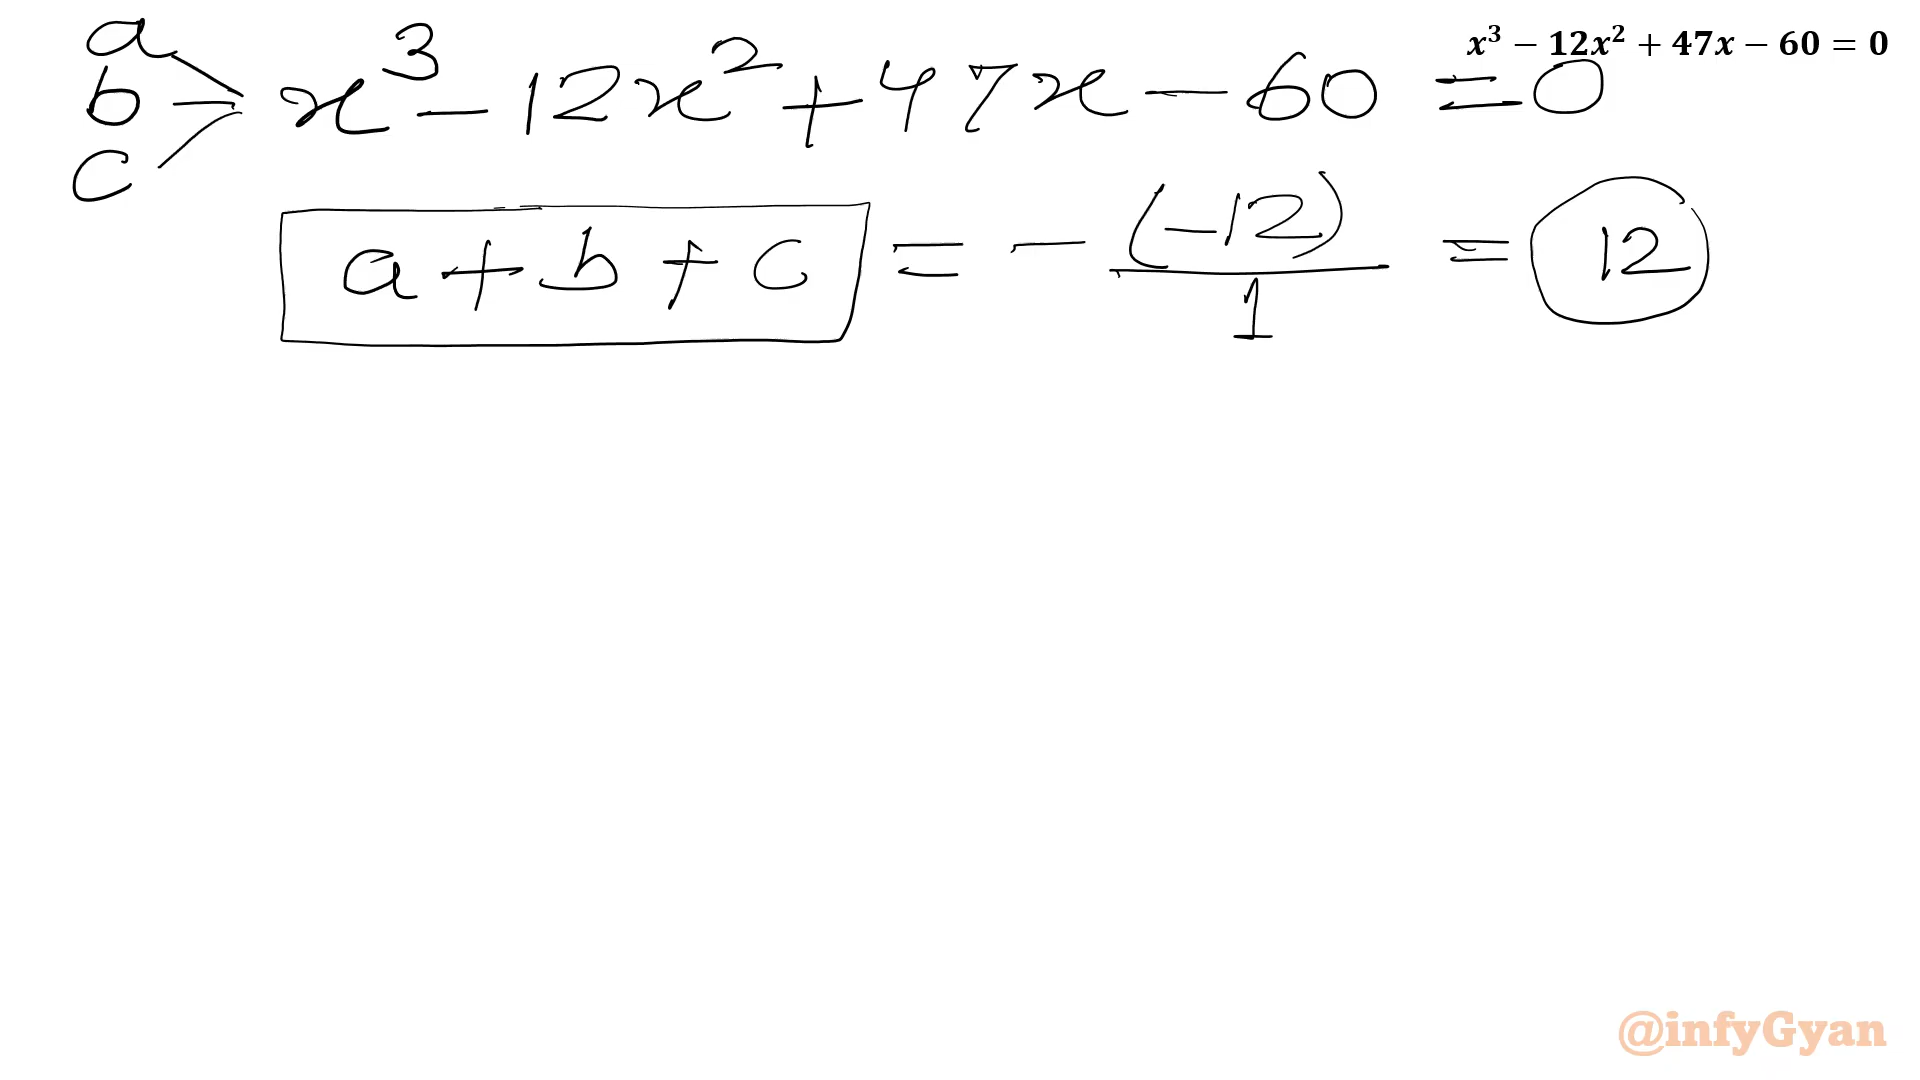 x³ − 12x² + 47x − 60 = 0
a
b
c
x³ − 12x² + 47x − 60 = 0
a + b + c = − (−12)/1 = 12
@infyGyan